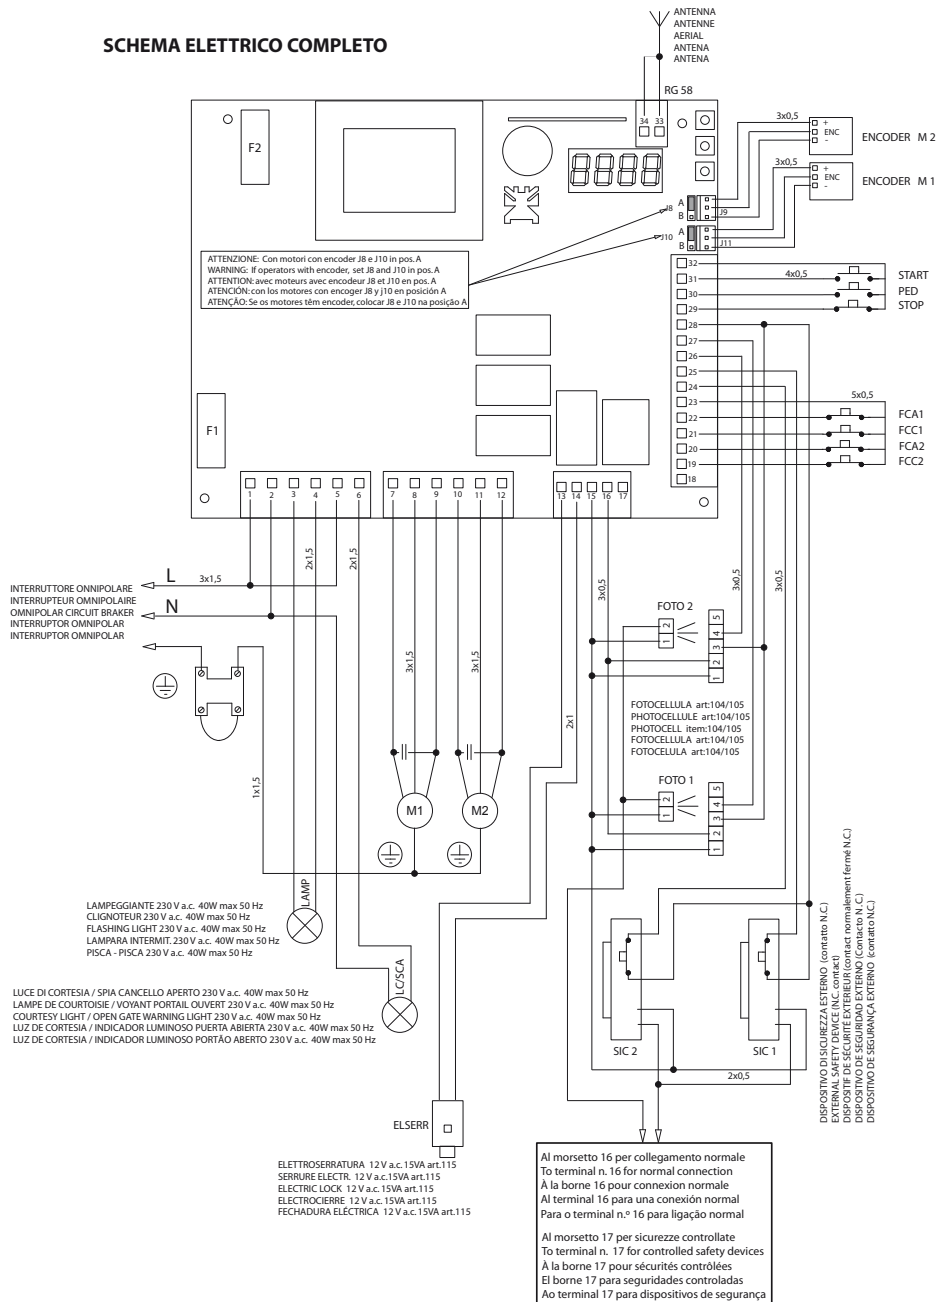 SCHEMA ELETTRICO COMPLETO
ANTENNA
ANTENNE
AERIAL
ANTENA
ANTENA
RG 58
34 33
F2
3x0,5
+
ENC
-
ENCODER M 2
3x0,5
+
ENC
-
ENCODER M 1
J8
A
B
J9
J10
A
B
J11
ATTENZIONE: Con motori con encoder J8 e J10 in pos. A
WARNING: If operators with encoder, set J8 and J10 in pos. A
ATTENTION: avec moteurs avec encodeur J8 et J10 en pos. A
ATENCIÓN: con los motores con encoger J8 y j10 en posición A
ATENÇÃO: Se os motores têm encoder, colocar J8 e J10 na posição A
32
31
4x0,5
START
30
PED
29
STOP
28
27
26
25
24
23
5x0,5
22
FCA1
21
FCC1
20
FCA2
19
FCC2
18
F1
1 2 3 4 5 6
7 8 9 10 11 12
13 14 15 16 17
L
3x1,5
N
INTERRUTTORE ONNIPOLARE
INTERRUPTEUR OMNIPOLAIRE
OMNIPOLAR CIRCUIT BRAKER
INTERRUPTOR OMNIPOLAR
INTERRUPTOR OMNIPOLAR
2x1,5
2x1,5
3x1,5
3x1,5
1x1,5
2x1
3x0,5
3x0,5
3x0,5
FOTO 2
2
1
5
4
3
2
1
FOTOCELLULA art:104/105
PHOTOCELLULE art:104/105
PHOTOCELL item:104/105
FOTOCELLULA art:104/105
FOTOCELULA art:104/105
FOTO 1
2
1
5
4
3
2
1
M1
M2
LAMP
LAMPEGGIANTE 230 V a.c. 40W max 50 Hz
CLIGNOTEUR 230 V a.c. 40W max 50 Hz
FLASHING LIGHT 230 V a.c. 40W max 50 Hz
LAMPARA INTERMIT. 230 V a.c. 40W max 50 Hz
PISCA - PISCA 230 V a.c. 40W max 50 Hz
LC/SCA
LUCE DI CORTESIA / SPIA CANCELLO APERTO 230 V a.c. 40W max 50 Hz
LAMPE DE COURTOISIE / VOYANT PORTAIL OUVERT 230 V a.c. 40W max 50 Hz
COURTESY LIGHT / OPEN GATE WARNING LIGHT 230 V a.c. 40W max 50 Hz
LUZ DE CORTESIA / INDICADOR LUMINOSO PUERTA ABIERTA 230 V a.c. 40W max 50 Hz
LUZ DE CORTESIA / INDICADOR LUMINOSO PORTÃO ABERTO 230 V a.c. 40W max 50 Hz
SIC 2
SIC 1
2x0,5
DISPOSITIVO DI SICUREZZA ESTERNO (contatto N.C.)
EXTERNAL SAFETY DEVICE (N.C. contact)
DISPOSITIF DE SÉCURITÉ EXTERIEUR (contact normalement fermé N.C.)
DISPOSITIVO DE SEGURIDAD EXTERNO (Contacto N.C.)
DISPOSITIVO DE SEGURANÇA EXTERNO (contatto N.C.)
ELSERR
ELETTROSERRATURA 12 V a.c. 15VA art.115
SERRURE ELECTR. 12 V a.c.15VA art.115
ELECTRIC LOCK 12 V a.c. 15VA art.115
ELECTROCIERRE 12 V a.c. 15VA art.115
FECHADURA ELÉCTRICA 12 V a.c. 15VA art.115
Al morsetto 16 per collegamento normale
To terminal n. 16 for normal connection
À la borne 16 pour connexion normale
Al terminal 16 para una conexión normal
Para o terminal n.º 16 para ligação normal
Al morsetto 17 per sicurezze controllate
To terminal n. 17 for controlled safety devices
À la borne 17 pour sécurités contrôlées
El borne 17 para seguridades controladas
Ao terminal 17 para dispositivos de segurança